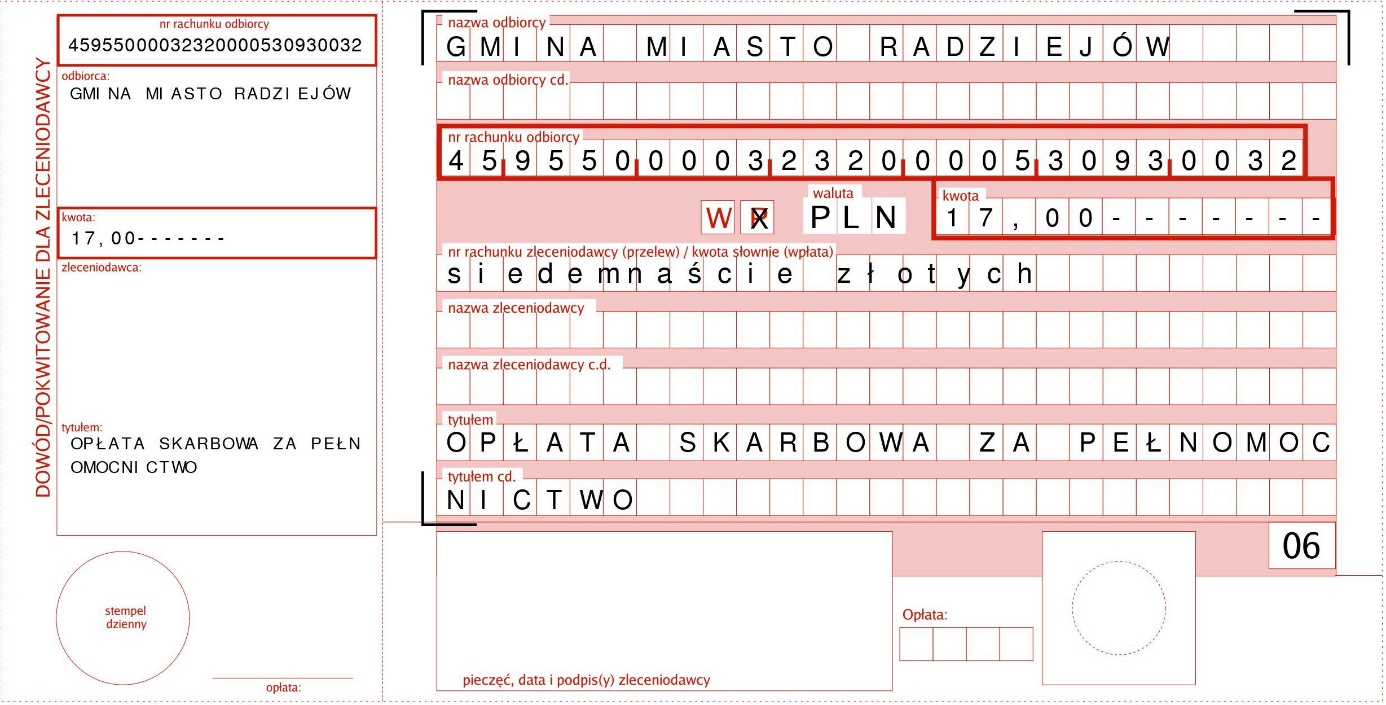 DOWÓD/POKWITOWANIE DLA ZLECENIODAWCY
nr rachunku odbiorcy
45955000032320000530930032
odbiorca:
GMINA MIASTO RADZIEJÓW
kwota:
17,00-------
zleceniodawca:
tytułem:
OPŁATA SKARBOWA ZA PEŁN
OMOCNICTWO
stempel
dzienny
opłata:
nazwa odbiorcy
GMINA MIASTO RADZIEJÓW
nazwa odbiorcy cd.
nr rachunku odbiorcy
45955000032320000530930032
waluta
kwota
W P X PLN 17,00-------
nr rachunku zleceniodawcy (przelew) / kwota słownie (wpłata)
siedemnaście złotych
nazwa zleceniodawcy
nazwa zleceniodawcy c.d.
tytułem
OPŁATA SKARBOWA ZA PEŁNOMOC
tytułem cd.
NICTWO
06
Opłata:
pieczęć, data i podpis(y) zleceniodawcy